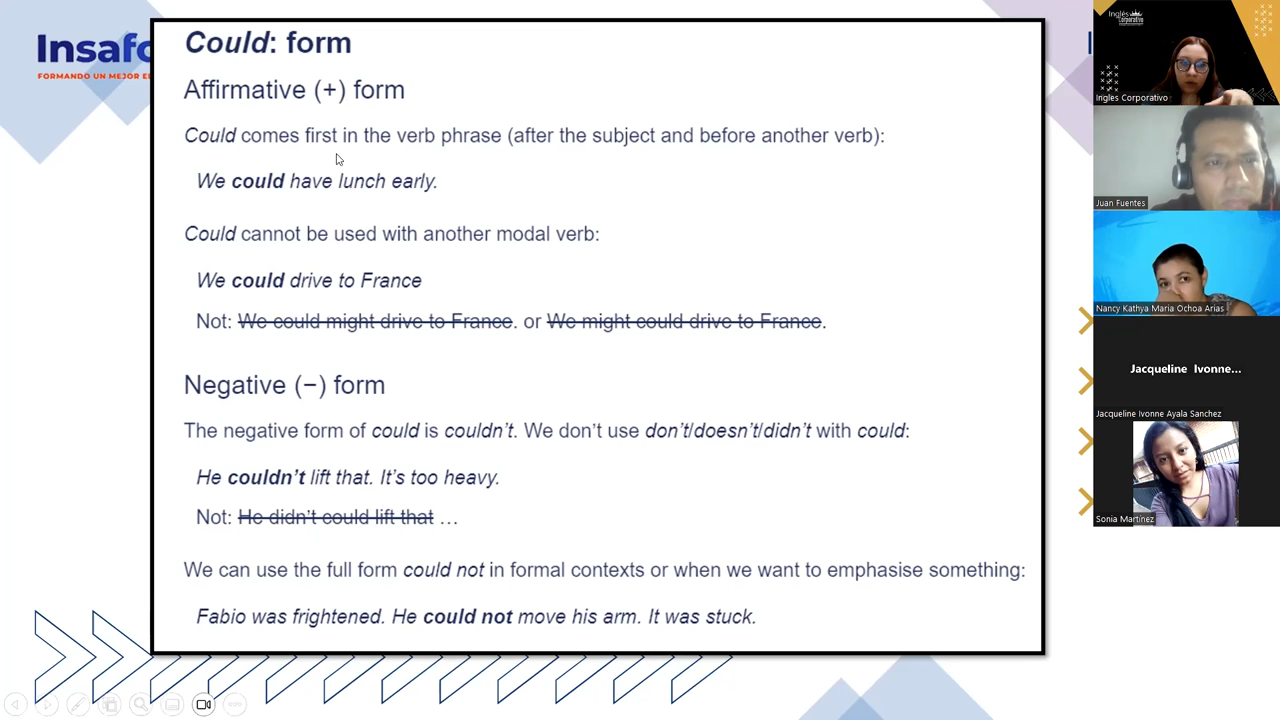 Insafo
FORMANDO UN MEJOR E
Could: form
Affirmative (+) form
Could comes first in the verb phrase (after the subject and before another verb):
We could have lunch early.
Could cannot be used with another modal verb:
We could drive to France
Not: We could might drive to France. or We might could drive to France.
Negative (−) form
The negative form of could is couldn't. We don't use don't/doesn't/didn't with could:
He couldn't lift that. It's too heavy.
Not: He didn't could lift that …
We can use the full form could not in formal contexts or when we want to emphasise something:
Fabio was frightened. He could not move his arm. It was stuck.
Inglés
Corporativo
Ingles Corporativo
Juan Fuentes
Nancy Kathya Maria Ochoa Arias
Jacqueline Ivonne...
Jacqueline Ivonne Ayala Sanchez
Sonia Martínez